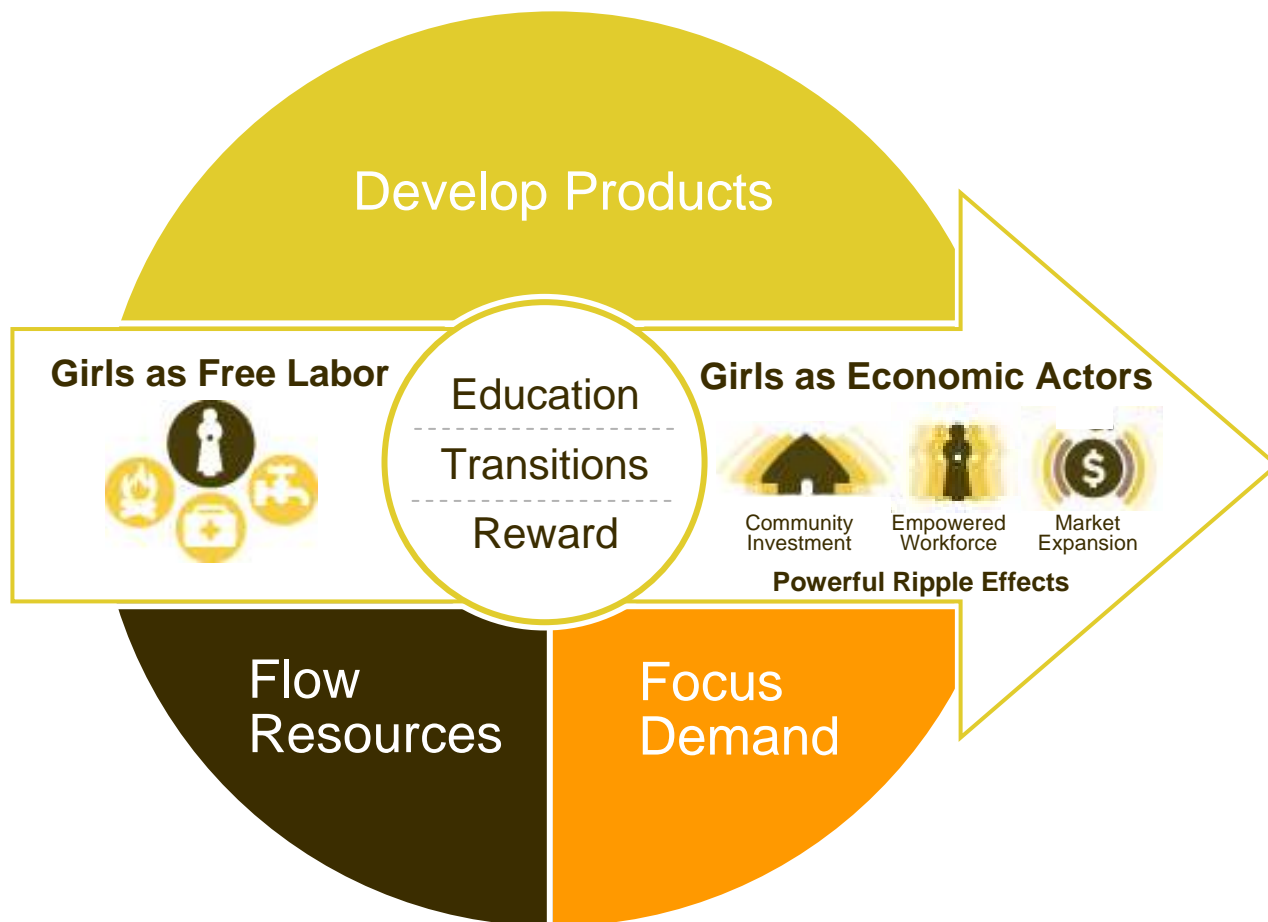 Develop Products
Girls as Free Labor
Education
Transitions
Reward
Girls as Economic Actors
$
Community
Investment
Empowered
Workforce
Market
Expansion
Powerful Ripple Effects
Flow
Resources
Focus
Demand